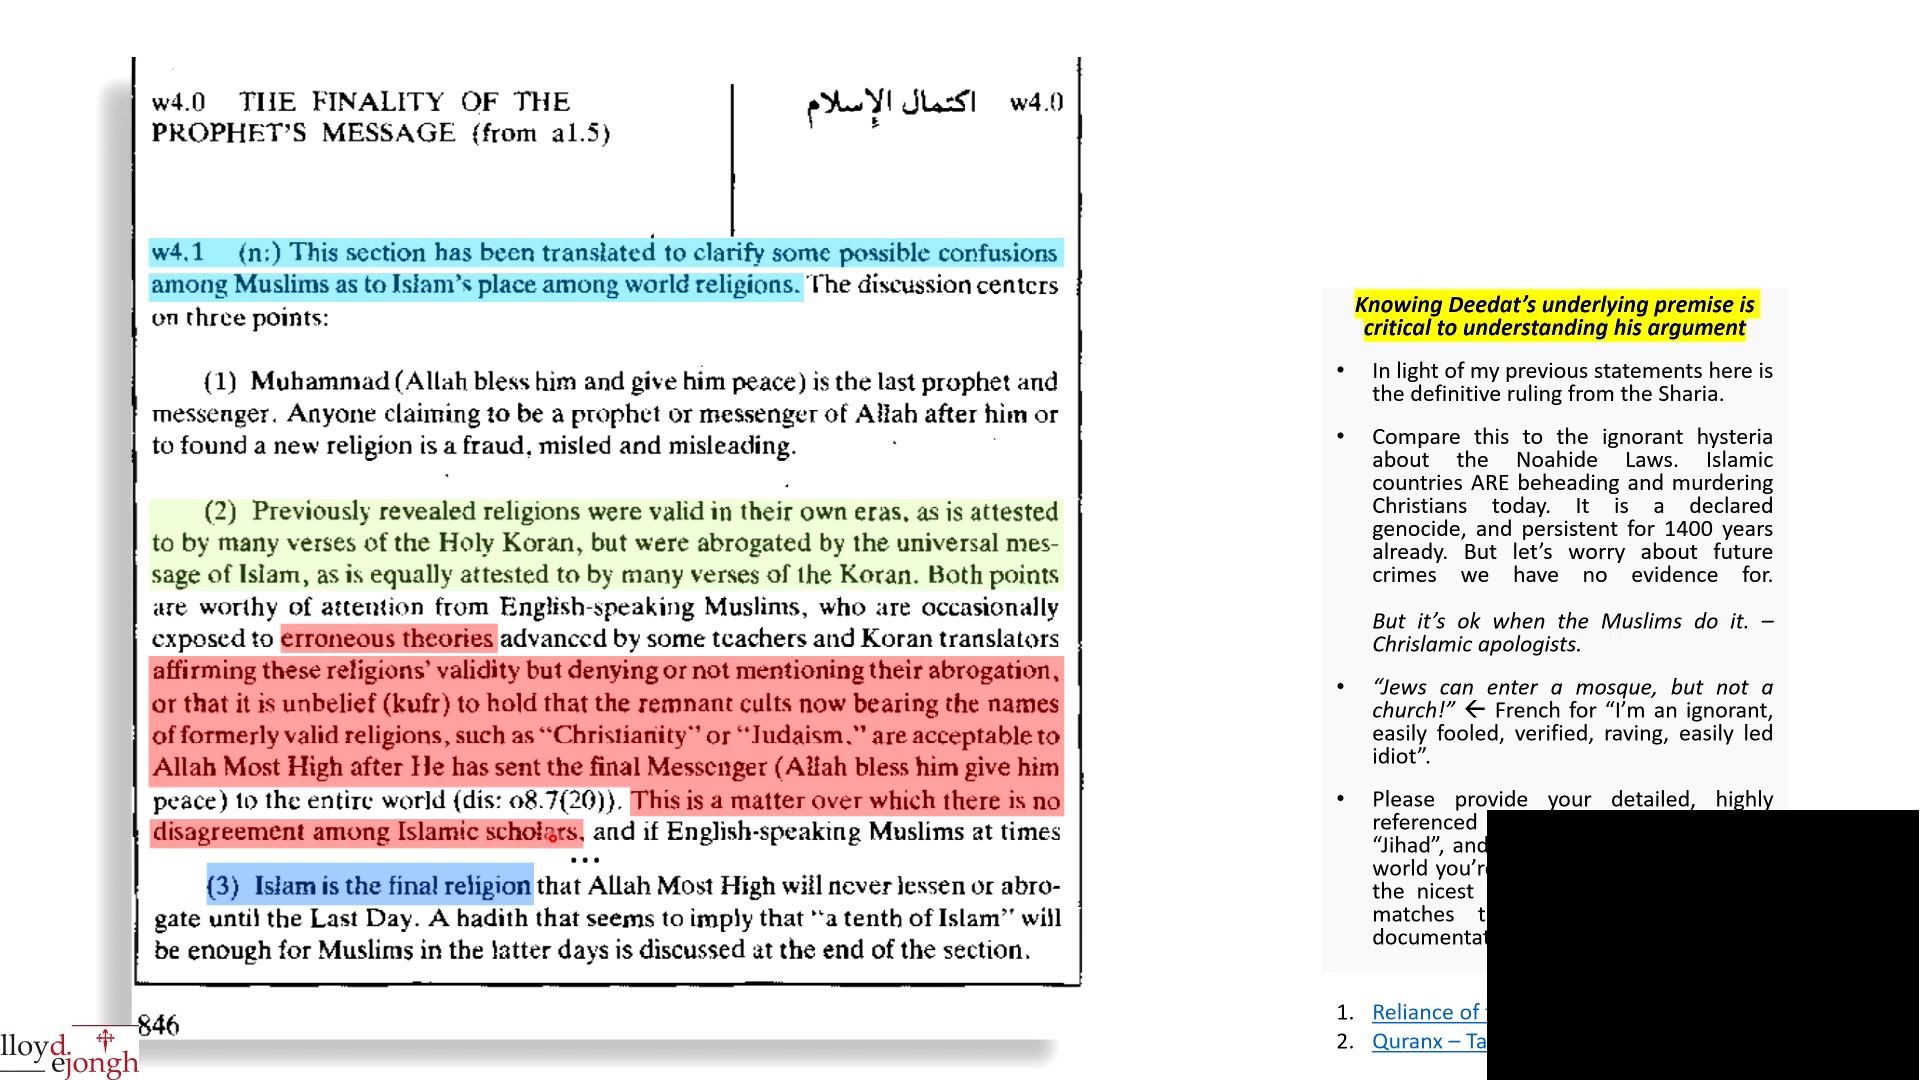 w4.0 THE FINALITY OF THE
PROPHET'S MESSAGE (from a1.5)
اكتمال الإسلام w4.0
w4.1 (n:) This section has been translated to clarify some possible confusions
among Muslims as to Islam's place among world religions. The discussion centers
on three points:
(1) Muhammad (Allah bless him and give him peace) is the last prophet and
messenger. Anyone claiming to be a prophet or messenger of Allah after him or
to found a new religion is a fraud, misled and misleading.
(2) Previously revealed religions were valid in their own eras, as is attested
to by many verses of the Holy Koran, but were abrogated by the universal mes-
sage of Islam, as is equally attested to by many verses of the Koran. Both points
are worthy of attention from English-speaking Muslims, who are occasionally
exposed to erroneous theories advanced by some teachers and Koran translators
affirming these religions' validity but denying or not mentioning their abrogation,
or that it is unbelief (kufr) to hold that the remnant cults now bearing the names
of formerly valid religions, such as "Christianity" or "Judaism," are acceptable to
Allah Most High after He has sent the final Messenger (Allah bless him give him
peace) to the entire world (dis: o8.7(20)). This is a matter over which there is no
disagreement among Islamic scholars, and if English-speaking Muslims at times
...
(3) Islam is the final religion that Allah Most High will never lessen or abro-
gate until the Last Day. A hadith that seems to imply that "a tenth of Islam" will
be enough for Muslims in the latter days is discussed at the end of the section.
846
lloyd.
ejongh
Knowing Deedat's underlying premise is
critical to understanding his argument
• In light of my previous statements here is
the definitive ruling from the Sharia.
• Compare this to the ignorant hysteria
about the Noahide Laws. Islamic
countries ARE beheading and murdering
Christians today. It is a declared
genocide, and persistent for 1400 years
already. But let's worry about future
crimes we have no evidence for.
But it's ok when the Muslims do it. –
Chrislamic apologists.
• "Jews can enter a mosque, but not a
church!" ← French for "I'm an ignorant,
easily fooled, verified, raving, easily led
idiot".
• Please provide your detailed, highly
referenced
"Jihad", and
world you're
the nicest
matches
1. Reliance of
2. Quranx –